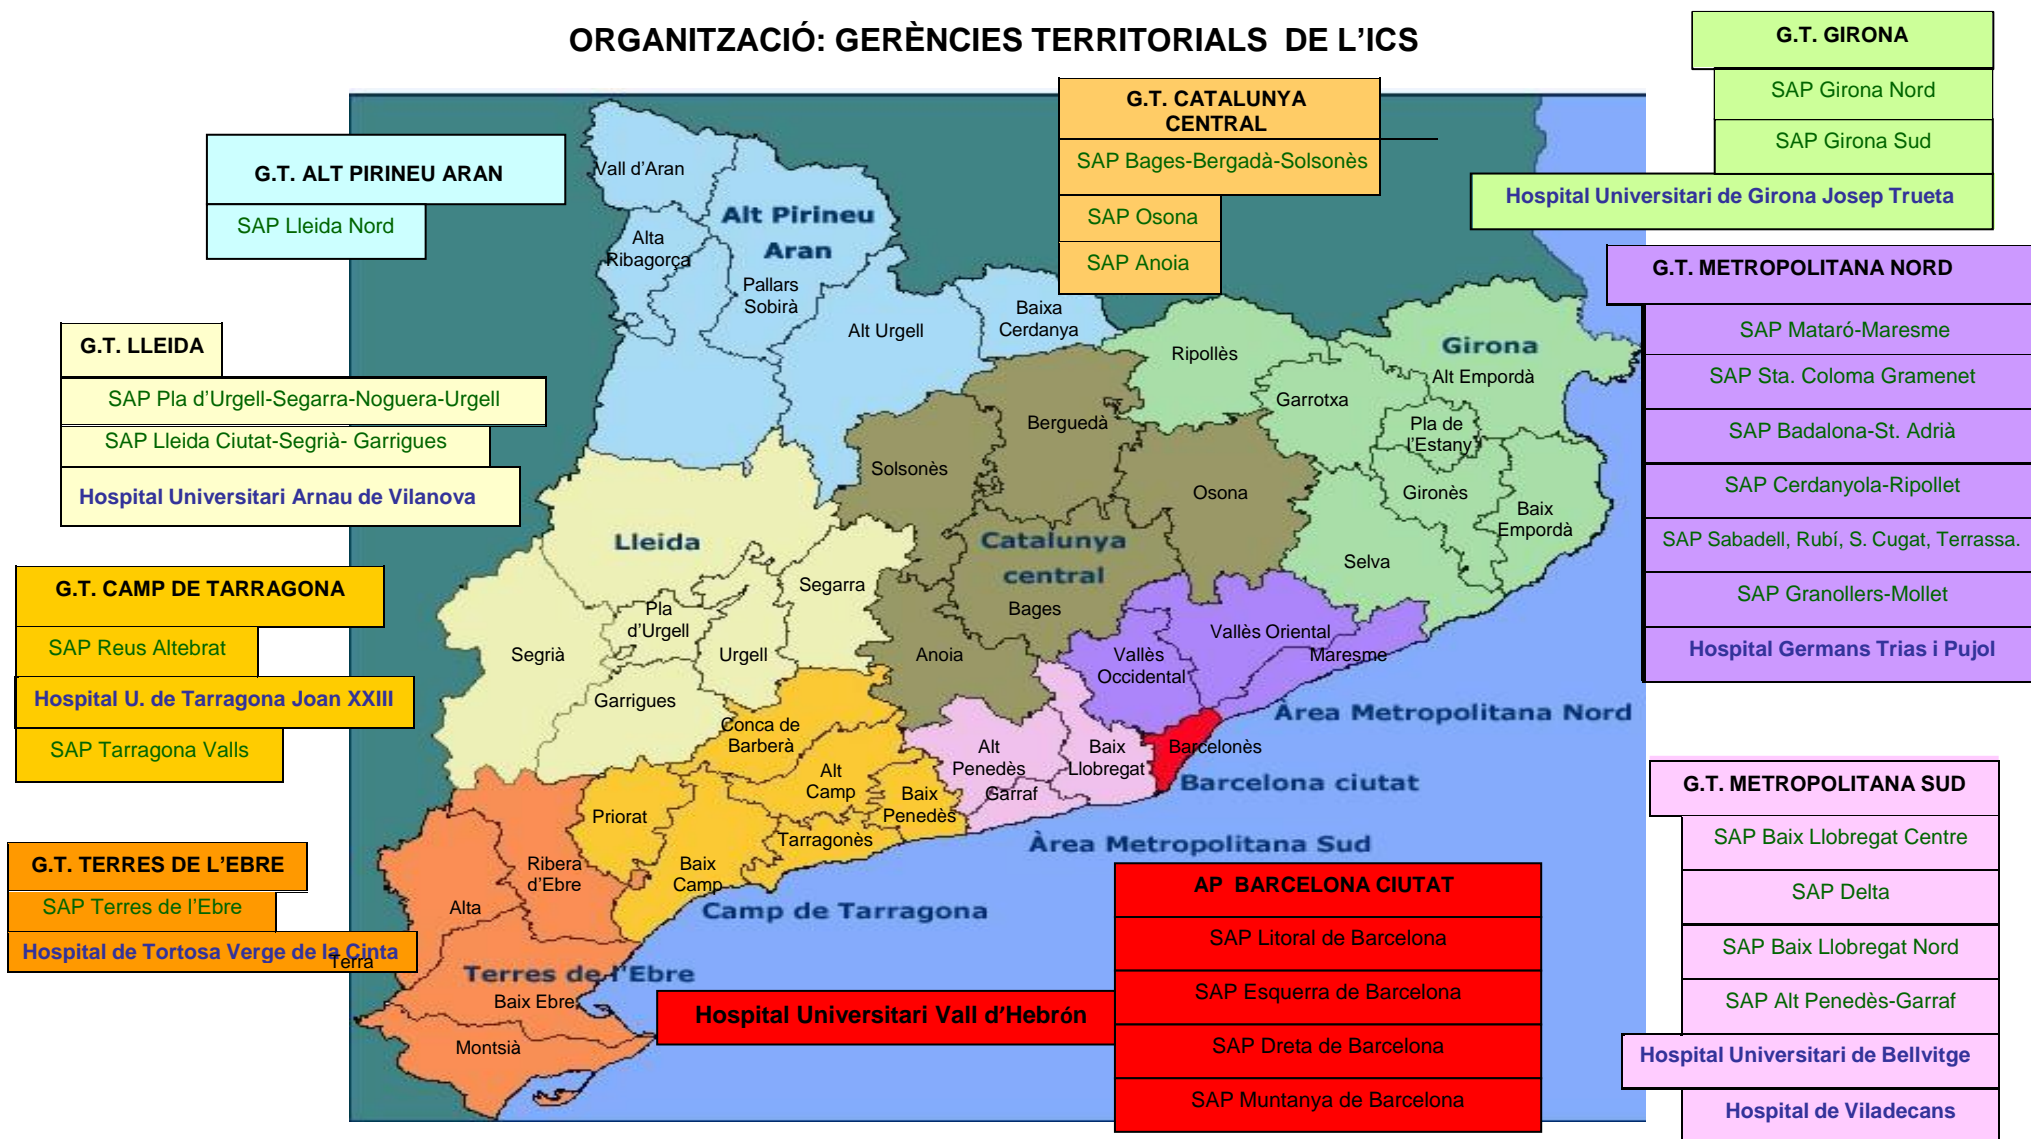 ORGANITZACIÓ: GERÈNCIES TERRITORIALS DE L'ICS
G.T. GIRONA
SAP Girona Nord
SAP Girona Sud
Hospital Universitari de Girona Josep Trueta
G.T. CATALUNYA
CENTRAL
SAP Bages-Bergadà-Solsonès
SAP Osona
SAP Anoia
G.T. ALT PIRINEU ARAN
SAP Lleida Nord
G.T. METROPOLITANA NORD
SAP Mataró-Maresme
SAP Sta. Coloma Gramenet
SAP Badalona-St. Adrià
SAP Cerdanyola-Ripollet
SAP Sabadell, Rubí, S. Cugat, Terrassa.
SAP Granollers-Mollet
Hospital Germans Trias i Pujol
G.T. LLEIDA
SAP Pla d'Urgell-Segarra-Noguera-Urgell
SAP Lleida Ciutat-Segrià- Garrigues
Hospital Universitari Arnau de Vilanova
G.T. CAMP DE TARRAGONA
SAP Reus Altebrat
Hospital U. de Tarragona Joan XXIII
SAP Tarragona Valls
G.T. TERRES DE L'EBRE
SAP Terres de l'Ebre
Hospital de Tortosa Verge de la Cinta
G.T. METROPOLITANA SUD
SAP Baix Llobregat Centre
SAP Delta
SAP Baix Llobregat Nord
SAP Alt Penedès-Garraf
Hospital Universitari de Bellvitge
Hospital de Viladecans
AP BARCELONA CIUTAT
SAP Litoral de Barcelona
SAP Esquerra de Barcelona
SAP Dreta de Barcelona
SAP Muntanya de Barcelona
Hospital Universitari Vall d'Hebrón
Vall d'Aran
Alt Pirineu
Aran
Alta
Ribagorça
Pallars
Sobirà
Alt Urgell
Baixa
Cerdanya
Ripollès
Girona
Alt Empordà
Garrotxa
Pla de
l'Estany
Gironès
Baix
Empordà
Selva
Berguedà
Solsonès
Osona
Catalunya
central
Bages
Anoia
Lleida
Segarra
Pla
d'Urgell
Urgell
Segrià
Garrigues
Vallès Oriental
Vallès
Occidental
Maresme
Àrea Metropolitana Nord
Barcelonès
Barcelona ciutat
Alt
Penedès
Baix
Llobregat
Garraf
Àrea Metropolitana Sud
Conca de
Barberà
Alt
Camp
Baix
Penedès
Tarragonès
Priorat
Baix
Camp
Camp de Tarragona
Ribera
d'Ebre
Alta
Terra
Terres de l'Ebre
Baix Ebre
Montsià